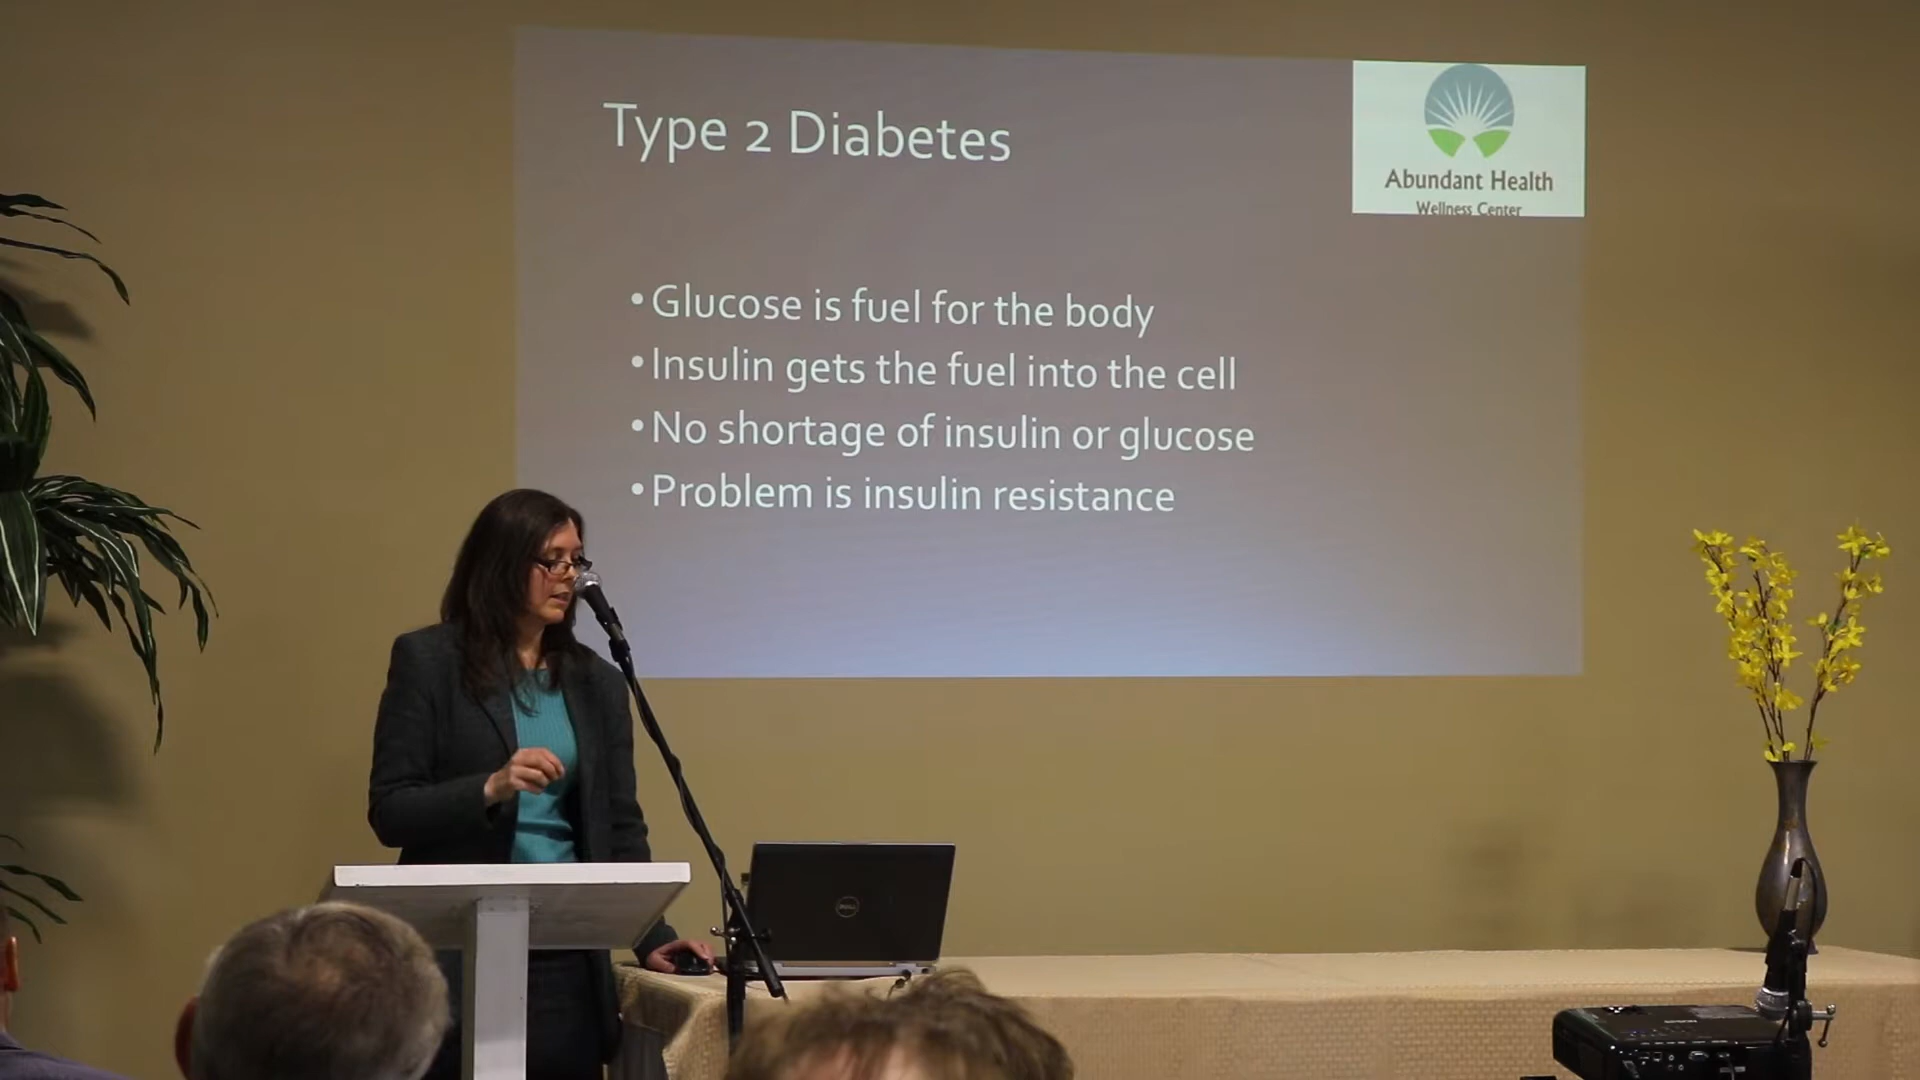 Type 2 Diabetes
Abundant Health
Wellness Center
• Glucose is fuel for the body
• Insulin gets the fuel into the cell
• No shortage of insulin or glucose
• Problem is insulin resistance
DELL